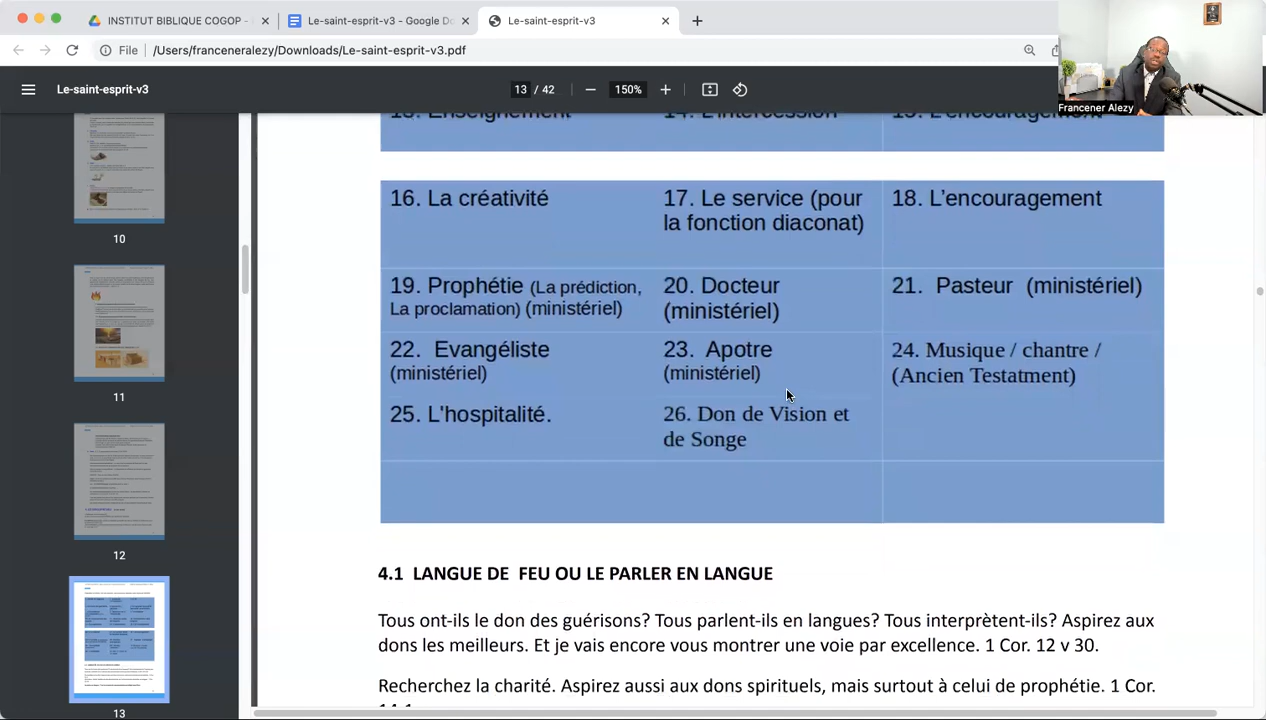 INSTITUT BIBLIQUE COGOP -
Le-saint-esprit-v3 - Google Do
Le-saint-esprit-v3
File
/Users/franceneralezy/Downloads/Le-saint-esprit-v3.pdf
Le-saint-esprit-v3
13 / 42
150%
Francener Alezy
10
11
12
13
14. L'intercession
16. La créativité
17. Le service (pour
la fonction diaconat)
18. L'encouragement
19. Prophétie (La prédiction,
La proclamation) (ministériel)
20. Docteur
(ministériel)
21. Pasteur (ministériel)
22. Evangéliste
(ministériel)
23. Apotre
(ministériel)
24. Musique / chantre /
(Ancien Testatment)
25. L'hospitalité.
26. Don de Vision et
de Songe
4.1 LANGUE DE FEU OU LE PARLER EN LANGUE
Tous ont-ils le don des guérisons? Tous parlent-ils en langues? Tous interprètent-ils? Aspirez aux
dons les meilleurs. Et je vais encore vous montrer une voie par excellence. 1 Cor. 12 v 30.
Recherchez la charité. Aspirez aussi aux dons spirituels, mais surtout à celui de prophétie. 1 Cor.